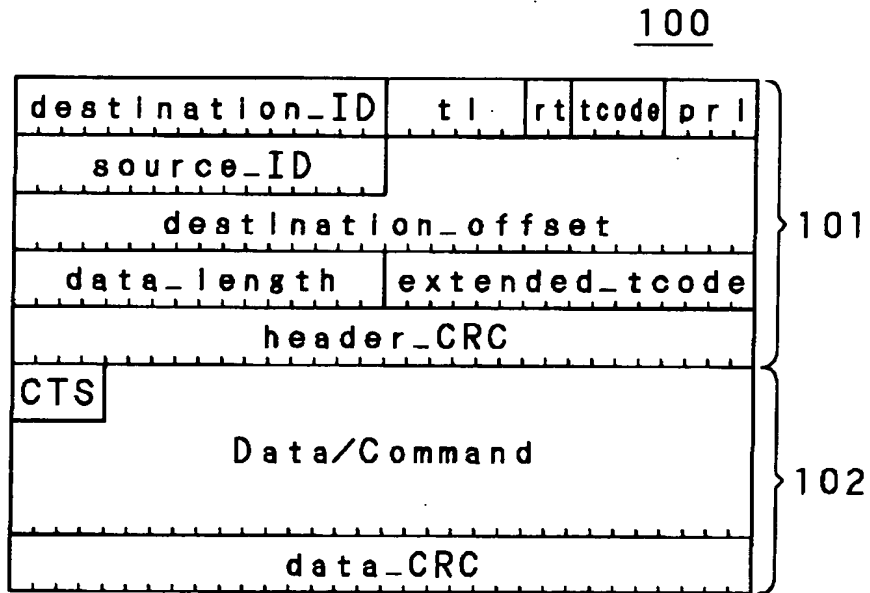 100
destination_ID tl rt tcode pri
source_ID
destination_offset
101
data_length extended_tcode
header_CRC
CTS
Data/Command
102
data_CRC